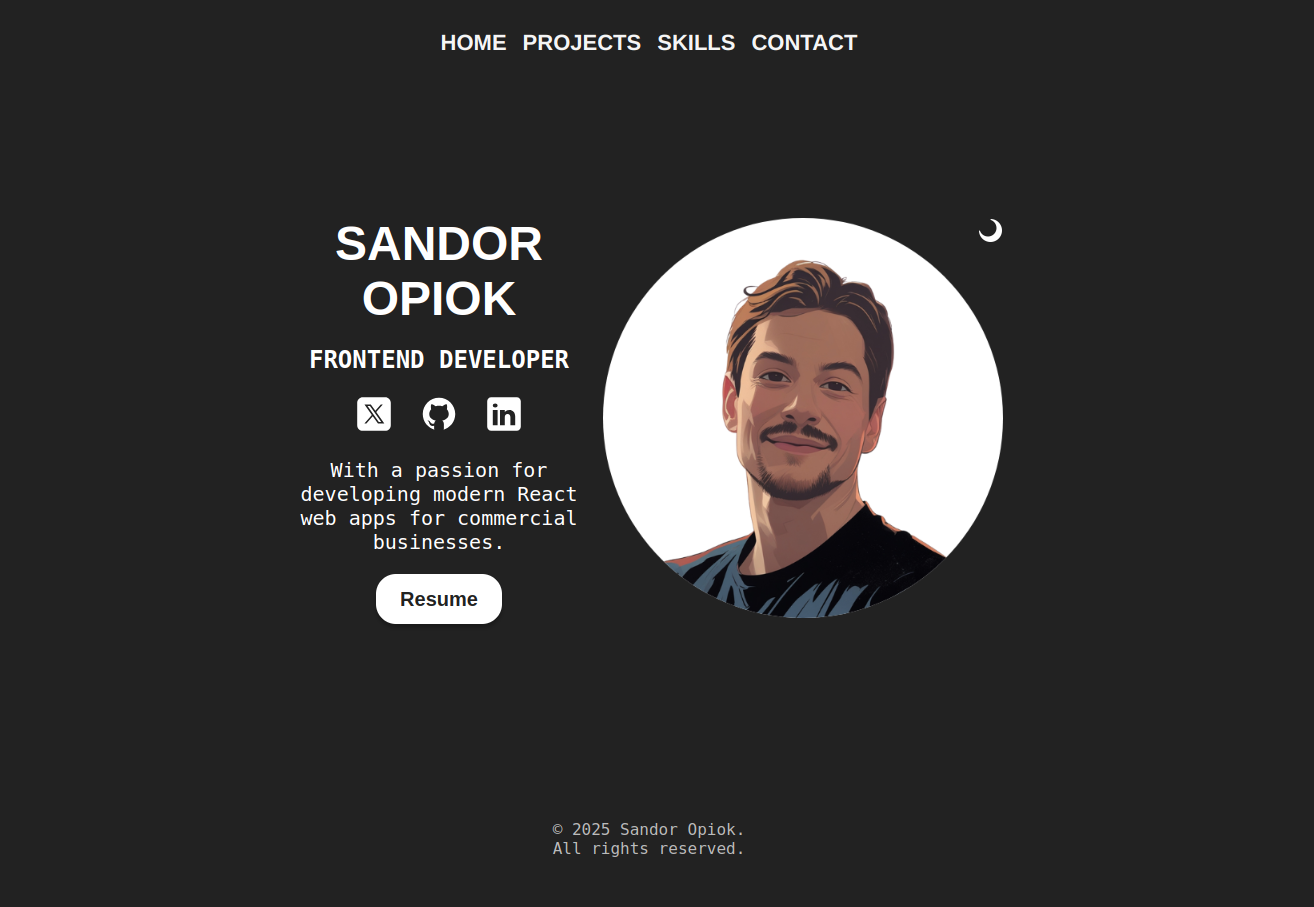 HOME PROJECTS SKILLS CONTACT
SANDOR
OPIOK
FRONTEND DEVELOPER
With a passion for
developing modern React
web apps for commercial
businesses.
Resume
© 2025 Sandor Opiok.
All rights reserved.